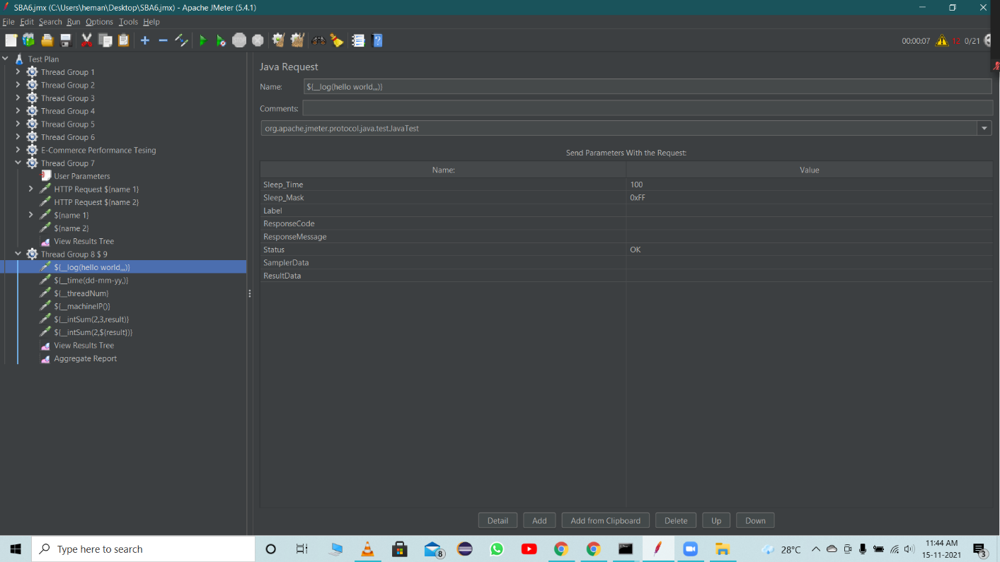 SBA6.jmx (C:\Users\heman\Desktop\SBA6.jmx) - Apache JMeter (5.4.1)
File Edit Search Run Options Tools Help
00:00:07 12 0/21
Test Plan
Thread Group 1
Thread Group 2
Thread Group 3
Thread Group 4
Thread Group 5
Thread Group 6
E-Commerce Performance Tesing
Thread Group 7
User Parameters
HTTP Request ${name 1}
HTTP Request ${name 2}
${name 1}
${name 2}
View Results Tree
Thread Group 8 $ 9
${__log(hello world,,,)}
${__time(dd-mm-yy,)}
${__threadNum}
${__machineIP()}
${__intSum(2,3,result)}
${__intSum(2,${result})}
View Results Tree
Aggregate Report
Java Request
Name: ${__log(hello world,,,)}
Comments:
org.apache.jmeter.protocol.java.test.JavaTest
Send Parameters With the Request:
Name: Value
Sleep_Time 100
Sleep_Mask 0xFF
Label
ResponseCode
ResponseMessage
Status OK
SamplerData
ResultData
Detail Add Add from Clipboard Delete Up Down
Type here to search
8
28°C
11:44 AM
15-11-2021
3